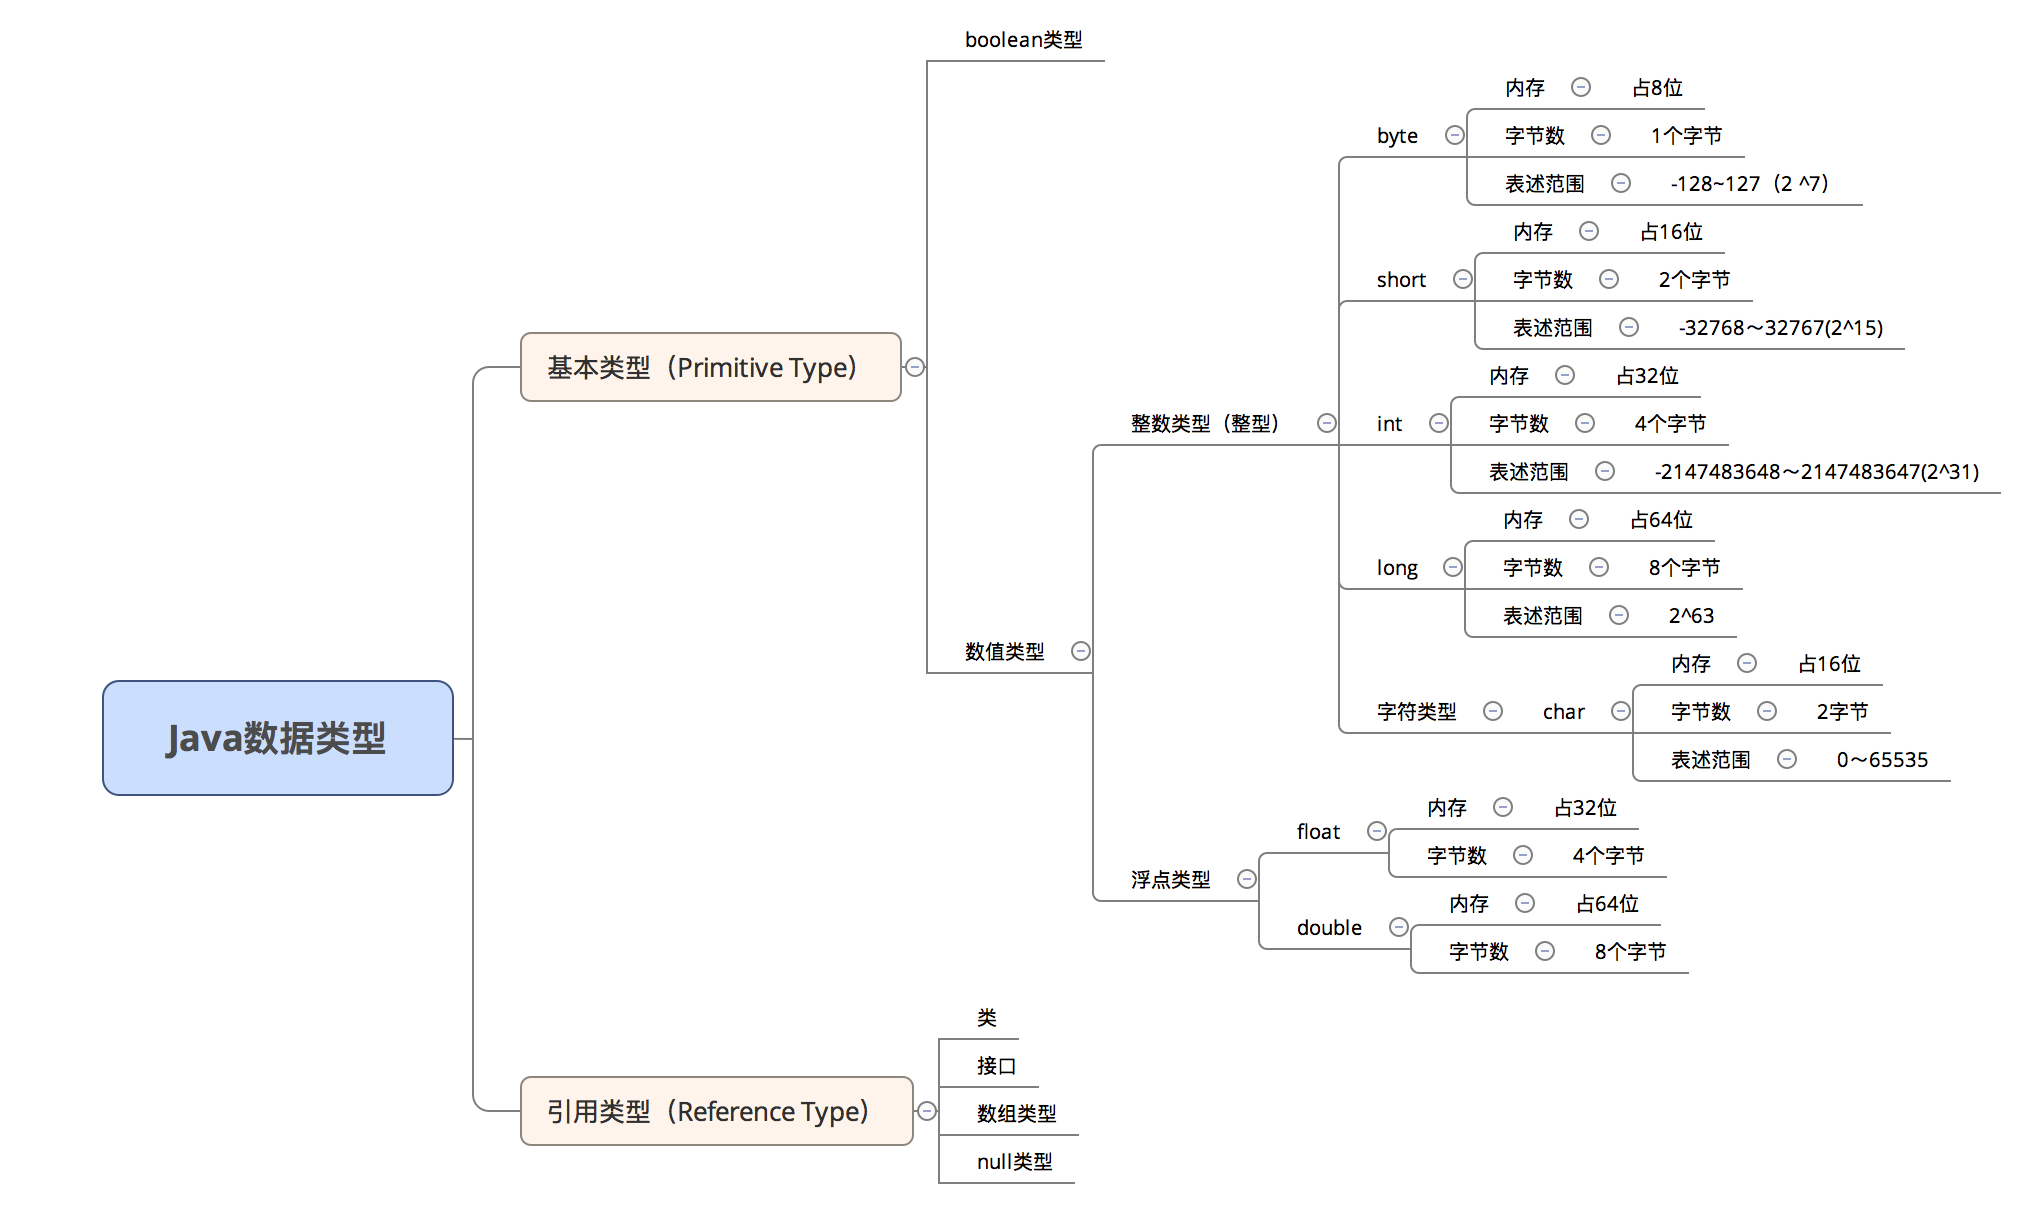 Java数据类型
基本类型（Primitive Type）
boolean类型
数值类型
整数类型（整型）
byte
内存
占8位
字节数
1个字节
表述范围
-128~127（2 ^7）
short
内存
占16位
字节数
2个字节
表述范围
-32768～32767(2^15)
int
内存
占32位
字节数
4个字节
表述范围
-2147483648～2147483647(2^31)
long
内存
占64位
字节数
8个字节
表述范围
2^63
字符类型
char
内存
占16位
字节数
2字节
表述范围
0～65535
浮点类型
float
内存
占32位
字节数
4个字节
double
内存
占64位
字节数
8个字节
引用类型（Reference Type）
类
接口
数组类型
null类型